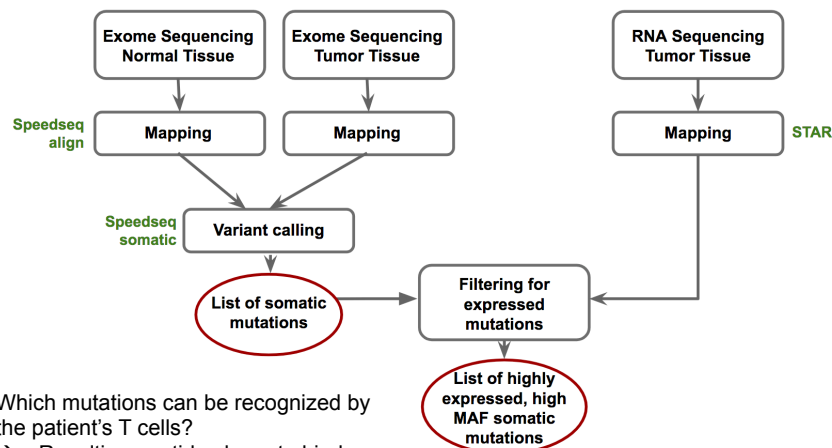 Exome Sequencing
Normal Tissue
Exome Sequencing
Tumor Tissue
RNA Sequencing
Tumor Tissue
Speedseq
align
Mapping
Mapping
Mapping
STAR
Speedseq
somatic
Variant calling
List of somatic
mutations
Filtering for
expressed
mutations
List of highly
expressed, high
MAF somatic
mutations
Which mutations can be recognized by
the patient's T cells?